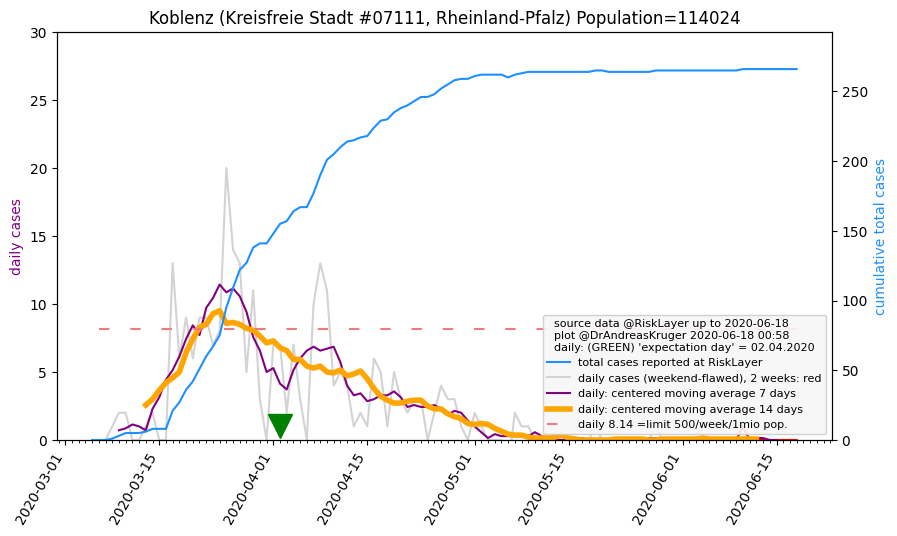 Koblenz (Kreisfreie Stadt #07111, Rheinland-Pfalz) Population=114024
30
25
20
15
10
5
0
daily cases
250
200
150
100
50
0
cumulative total cases
source data @RiskLayer up to 2020-06-18
plot @DrAndreasKruger 2020-06-18 00:58
daily: (GREEN) 'expectation day' = 02.04.2020
total cases reported at RiskLayer
daily cases (weekend-flawed), 2 weeks: red
daily: centered moving average 7 days
daily: centered moving average 14 days
daily 8.14 =limit 500/week/1mio pop.
2020-03-01
2020-03-15
2020-04-01
2020-04-15
2020-05-01
2020-05-15
2020-06-01
2020-06-15